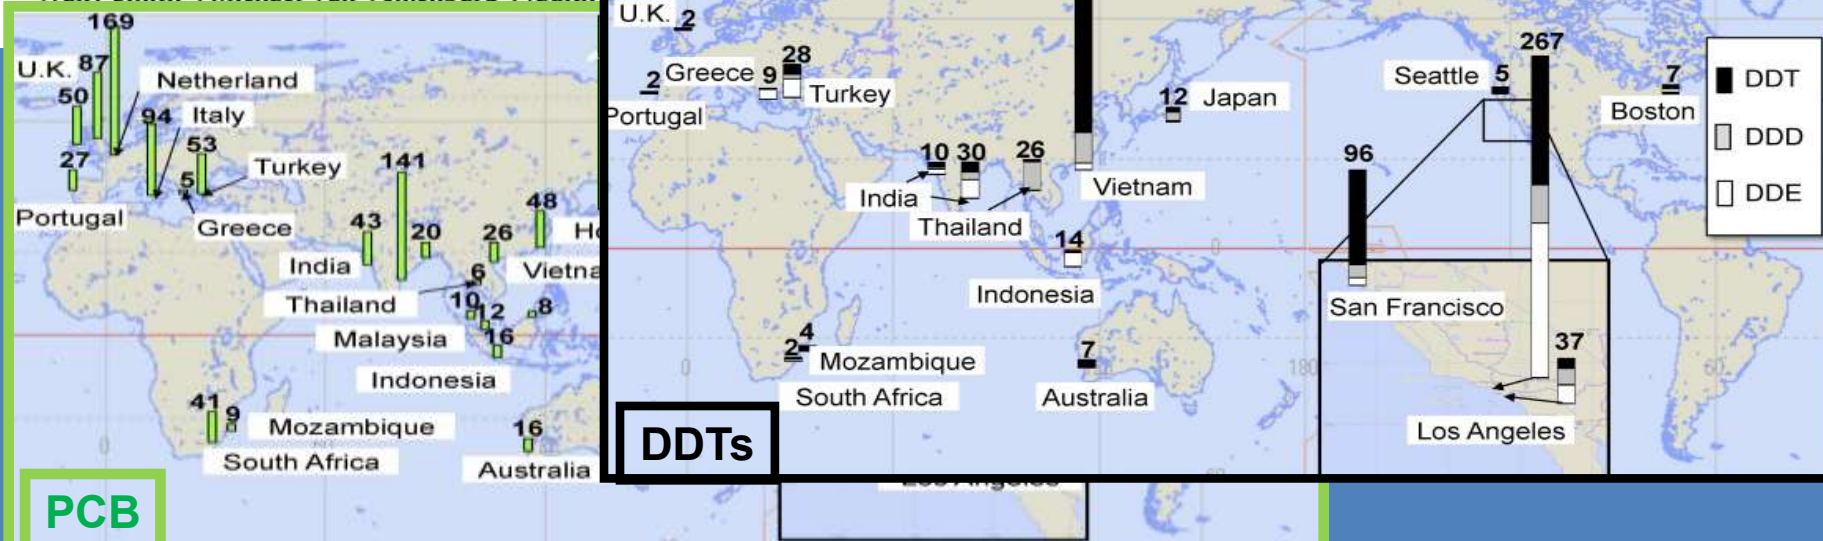 169
U.K. 87
Netherland
50
Italy
94
53
27
Turkey
5
141
Portugal
Greece
48
43
20
26
India
6
Thailand
10
12
8
Malaysia
16
Indonesia
41
9
Mozambique
16
South Africa
Australia
PCB
U.K. 2
28
Greece 9
2
Turkey
Portugal
12 Japan
10 30 26
India
Vietnam
Thailand
14
Indonesia
4
2 Mozambique
7
South Africa
Australia
DDTs
267
Seattle 5
7
Boston
96
San Francisco
37
Los Angeles
DDT
DDD
DDE
0
0
180